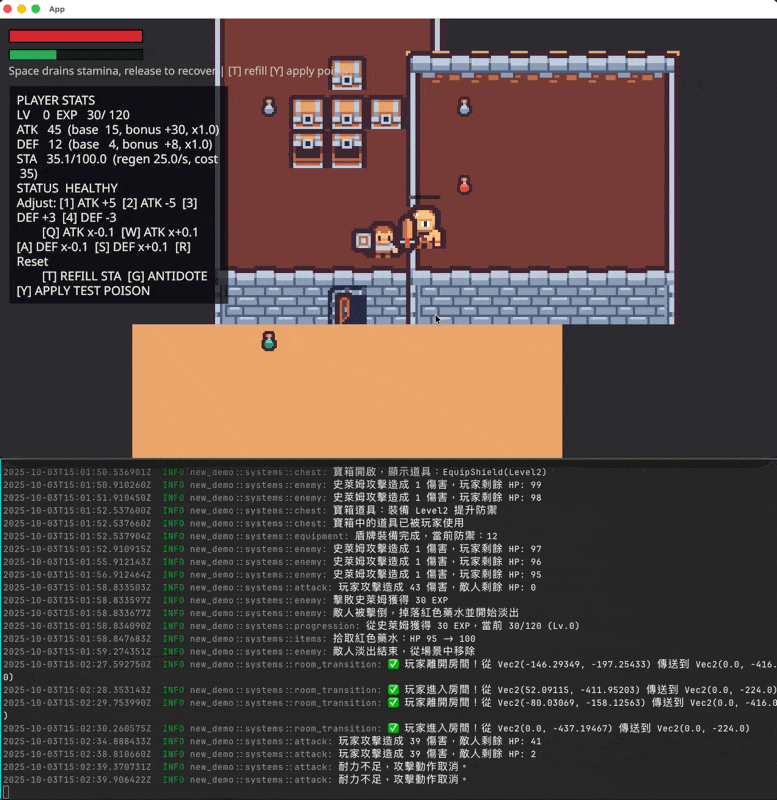 App
Space drains stamina, release to recover | [T] refill [Y] apply poison
PLAYER STATS
LV 0 EXP 30/ 120
ATK 45 (base 15, bonus +30, x1.0)
DEF 12 (base 4, bonus +8, x1.0)
STA 35.1/100.0 (regen 25.0/s, cost
35)
STATUS HEALTHY
Adjust: [1] ATK +5 [2] ATK -5 [3]
DEF +3 [4] DEF -3
[Q] ATK x-0.1 [W] ATK x+0.1
[A] DEF x-0.1 [S] DEF x+0.1 [R]
Reset
[T] REFILL STA [G] ANTIDOTE
[Y] APPLY TEST POISON
2025-10-03T15:01:50.536901Z INFO new_demo::systems::chest: 寶箱開啟，顯示道具：EquipShield(Level2)
2025-10-03T15:01:50.910260Z INFO new_demo::systems::enemy: 史萊姆攻擊造成 1 傷害，玩家剩餘 HP: 99
2025-10-03T15:01:51.910450Z INFO new_demo::systems::enemy: 史萊姆攻擊造成 1 傷害，玩家剩餘 HP: 98
2025-10-03T15:01:52.537600Z INFO new_demo::systems::chest: 寶箱道具：裝備 Level2 提升防禦
2025-10-03T15:01:52.537660Z INFO new_demo::systems::chest: 寶箱中的道具已被玩家使用
2025-10-03T15:01:52.537904Z INFO new_demo::systems::equipment: 盾牌裝備完成，當前防禦：12
2025-10-03T15:01:52.910915Z INFO new_demo::systems::enemy: 史萊姆攻擊造成 1 傷害，玩家剩餘 HP: 97
2025-10-03T15:01:55.912143Z INFO new_demo::systems::enemy: 史萊姆攻擊造成 1 傷害，玩家剩餘 HP: 96
2025-10-03T15:01:56.912464Z INFO new_demo::systems::enemy: 史萊姆攻擊造成 1 傷害，玩家剩餘 HP: 95
2025-10-03T15:01:58.833503Z INFO new_demo::systems::attack: 玩家攻擊造成 43 傷害，敵人剩餘 HP: 0
2025-10-03T15:01:58.833597Z INFO new_demo::systems::enemy: 擊敗史萊姆獲得 30 EXP
2025-10-03T15:01:58.833677Z INFO new_demo::systems::enemy: 敵人被擊倒，掉落紅色藥水並開始淡出
2025-10-03T15:01:58.834090Z INFO new_demo::systems::progression: 從史萊姆獲得 30 EXP，當前 30/120 (Lv.0)
2025-10-03T15:01:58.847683Z INFO new_demo::systems::items: 拾取紅色藥水：HP 95 → 100
2025-10-03T15:01:59.274351Z INFO new_demo::systems::enemy: 敵人淡出結束，從場景中移除
2025-10-03T15:02:27.592750Z INFO new_demo::systems::room_transition: ✅ 玩家離開房間！從 Vec2(-146.29349, -197.25433) 傳送到 Vec2(0.0, -416.
0)
2025-10-03T15:02:28.353143Z INFO new_demo::systems::room_transition: ✅ 玩家進入房間！從 Vec2(52.09115, -411.95203) 傳送到 Vec2(0.0, -224.0)
2025-10-03T15:02:29.753990Z INFO new_demo::systems::room_transition: ✅ 玩家離開房間！從 Vec2(-80.03069, -158.12563) 傳送到 Vec2(0.0, -416.0
)
2025-10-03T15:02:30.260575Z INFO new_demo::systems::room_transition: ✅ 玩家進入房間！從 Vec2(0.0, -437.19467) 傳送到 Vec2(0.0, -224.0)
2025-10-03T15:02:34.888433Z INFO new_demo::systems::attack: 玩家攻擊造成 39 傷害，敵人剩餘 HP: 41
2025-10-03T15:02:38.810660Z INFO new_demo::systems::attack: 玩家攻擊造成 39 傷害，敵人剩餘 HP: 2
2025-10-03T15:02:39.370731Z INFO new_demo::systems::attack: 耐力不足，攻擊動作取消。
2025-10-03T15:02:39.906422Z INFO new_demo::systems::attack: 耐力不足，攻擊動作取消。